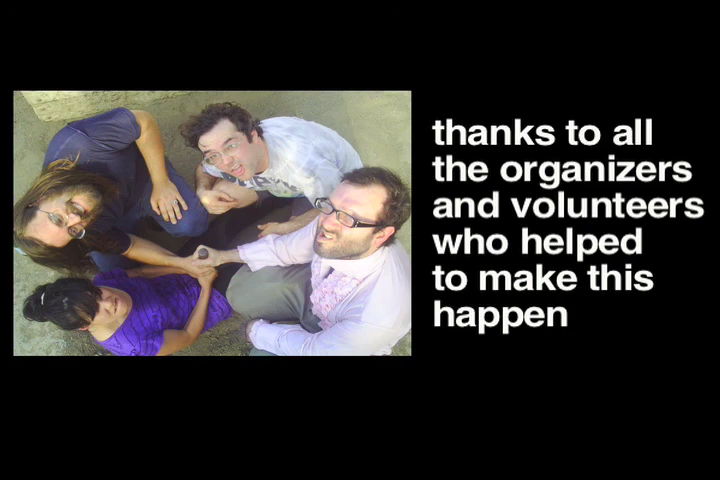 thanks to all
the organizers
and volunteers
who helped
to make this
happen